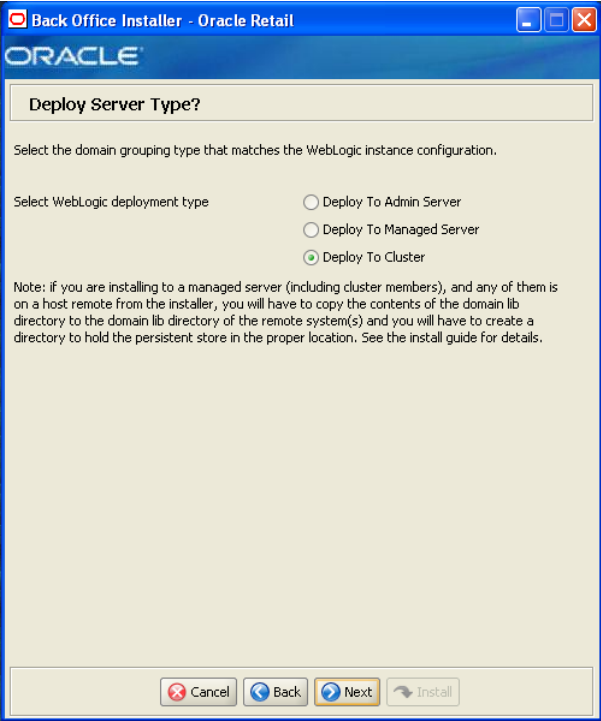 Back Office Installer - Oracle Retail
ORACLE
Deploy Server Type?
Select the domain grouping type that matches the WebLogic instance configuration.
Select WebLogic deployment type
Deploy To Admin Server
Deploy To Managed Server
Deploy To Cluster
Note: if you are installing to a managed server (including cluster members), and any of them is
on a host remote from the installer, you will have to copy the contents of the domain lib
directory to the domain lib directory of the remote system(s) and you will have to create a
directory to hold the persistent store in the proper location. See the install guide for details.
Cancel Back Next Install